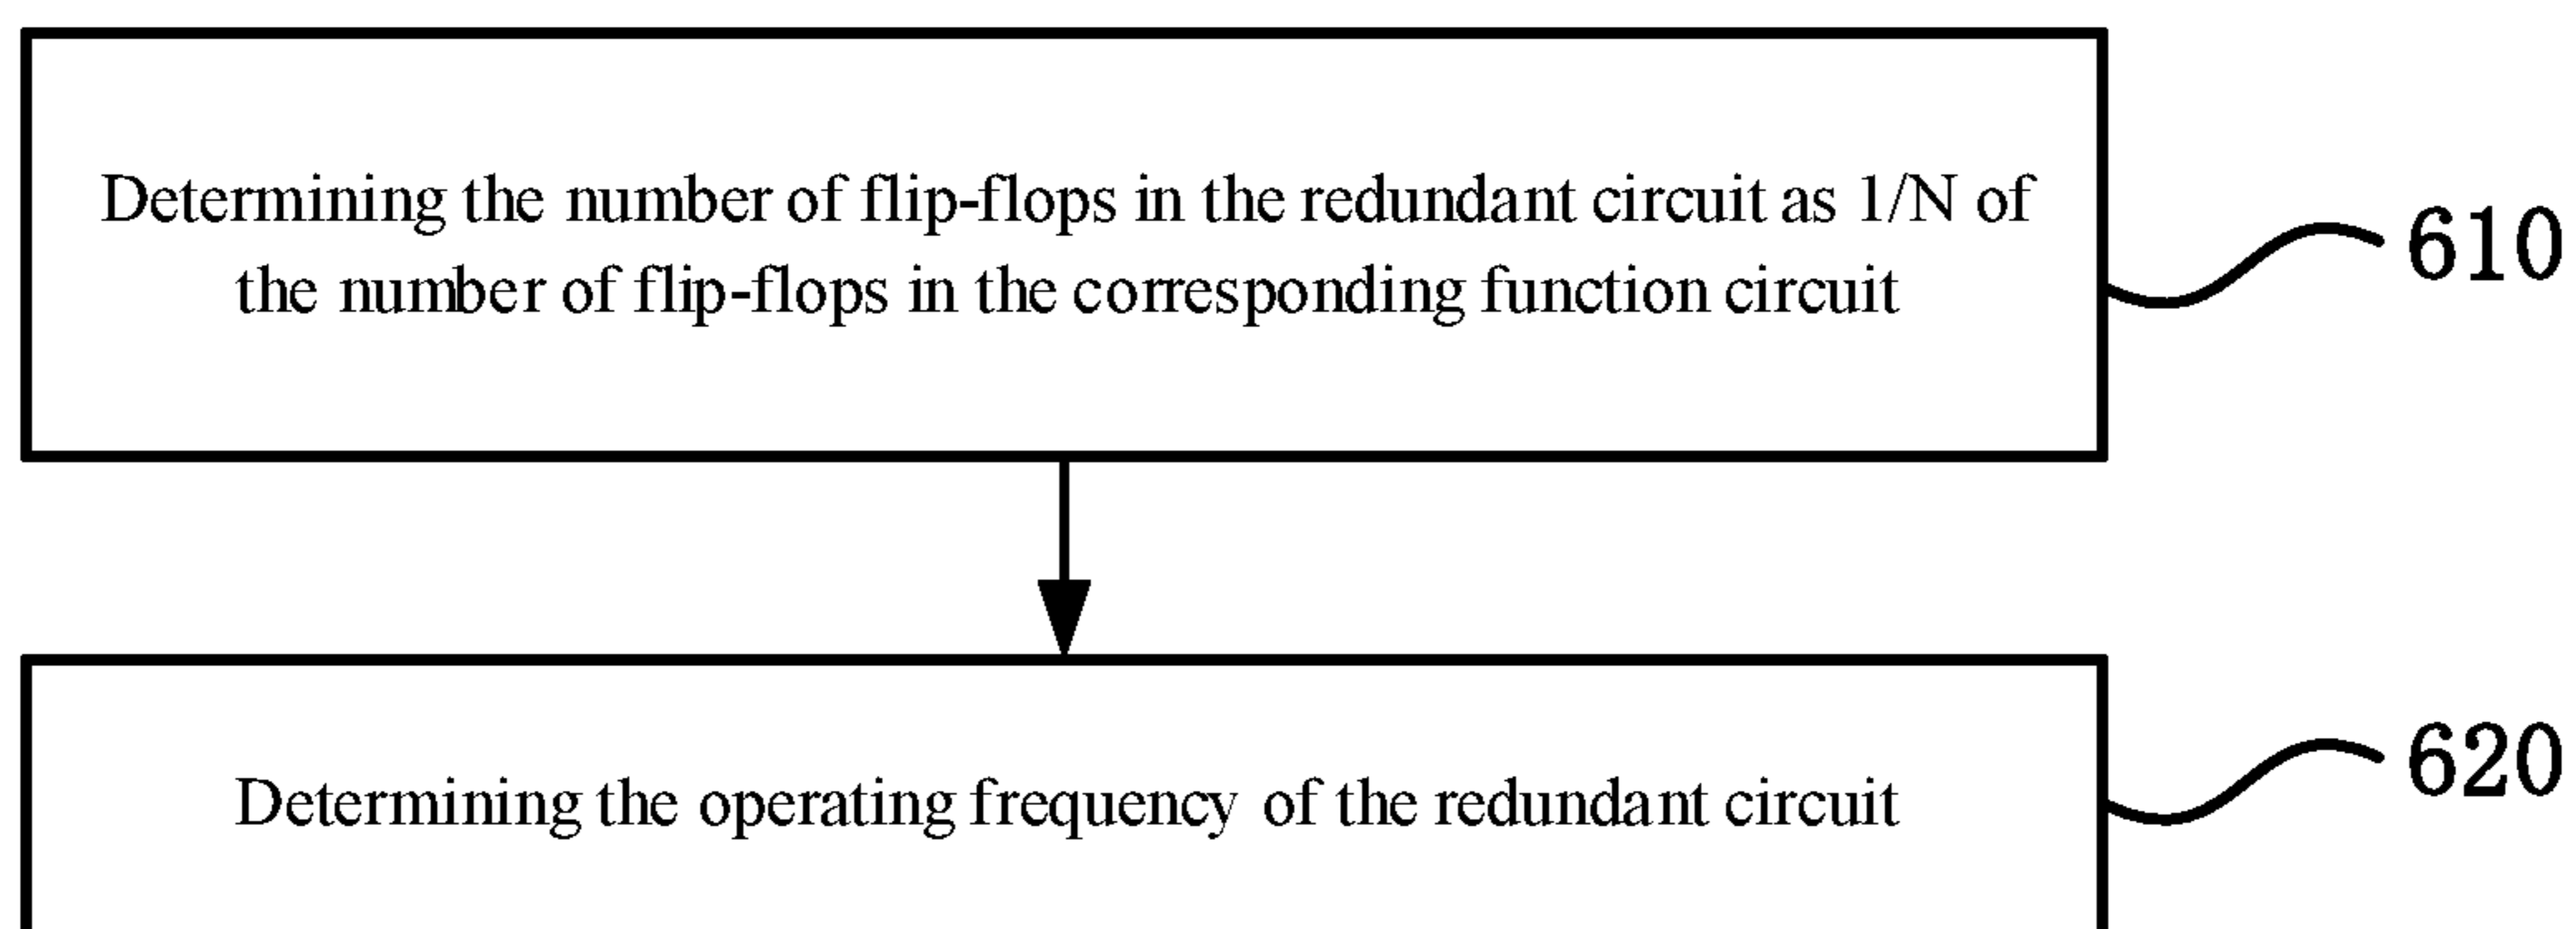 Determining the number of flip-flops in the redundant circuit as 1/N of
the number of flip-flops in the corresponding function circuit
610
Determining the operating frequency of the redundant circuit
620